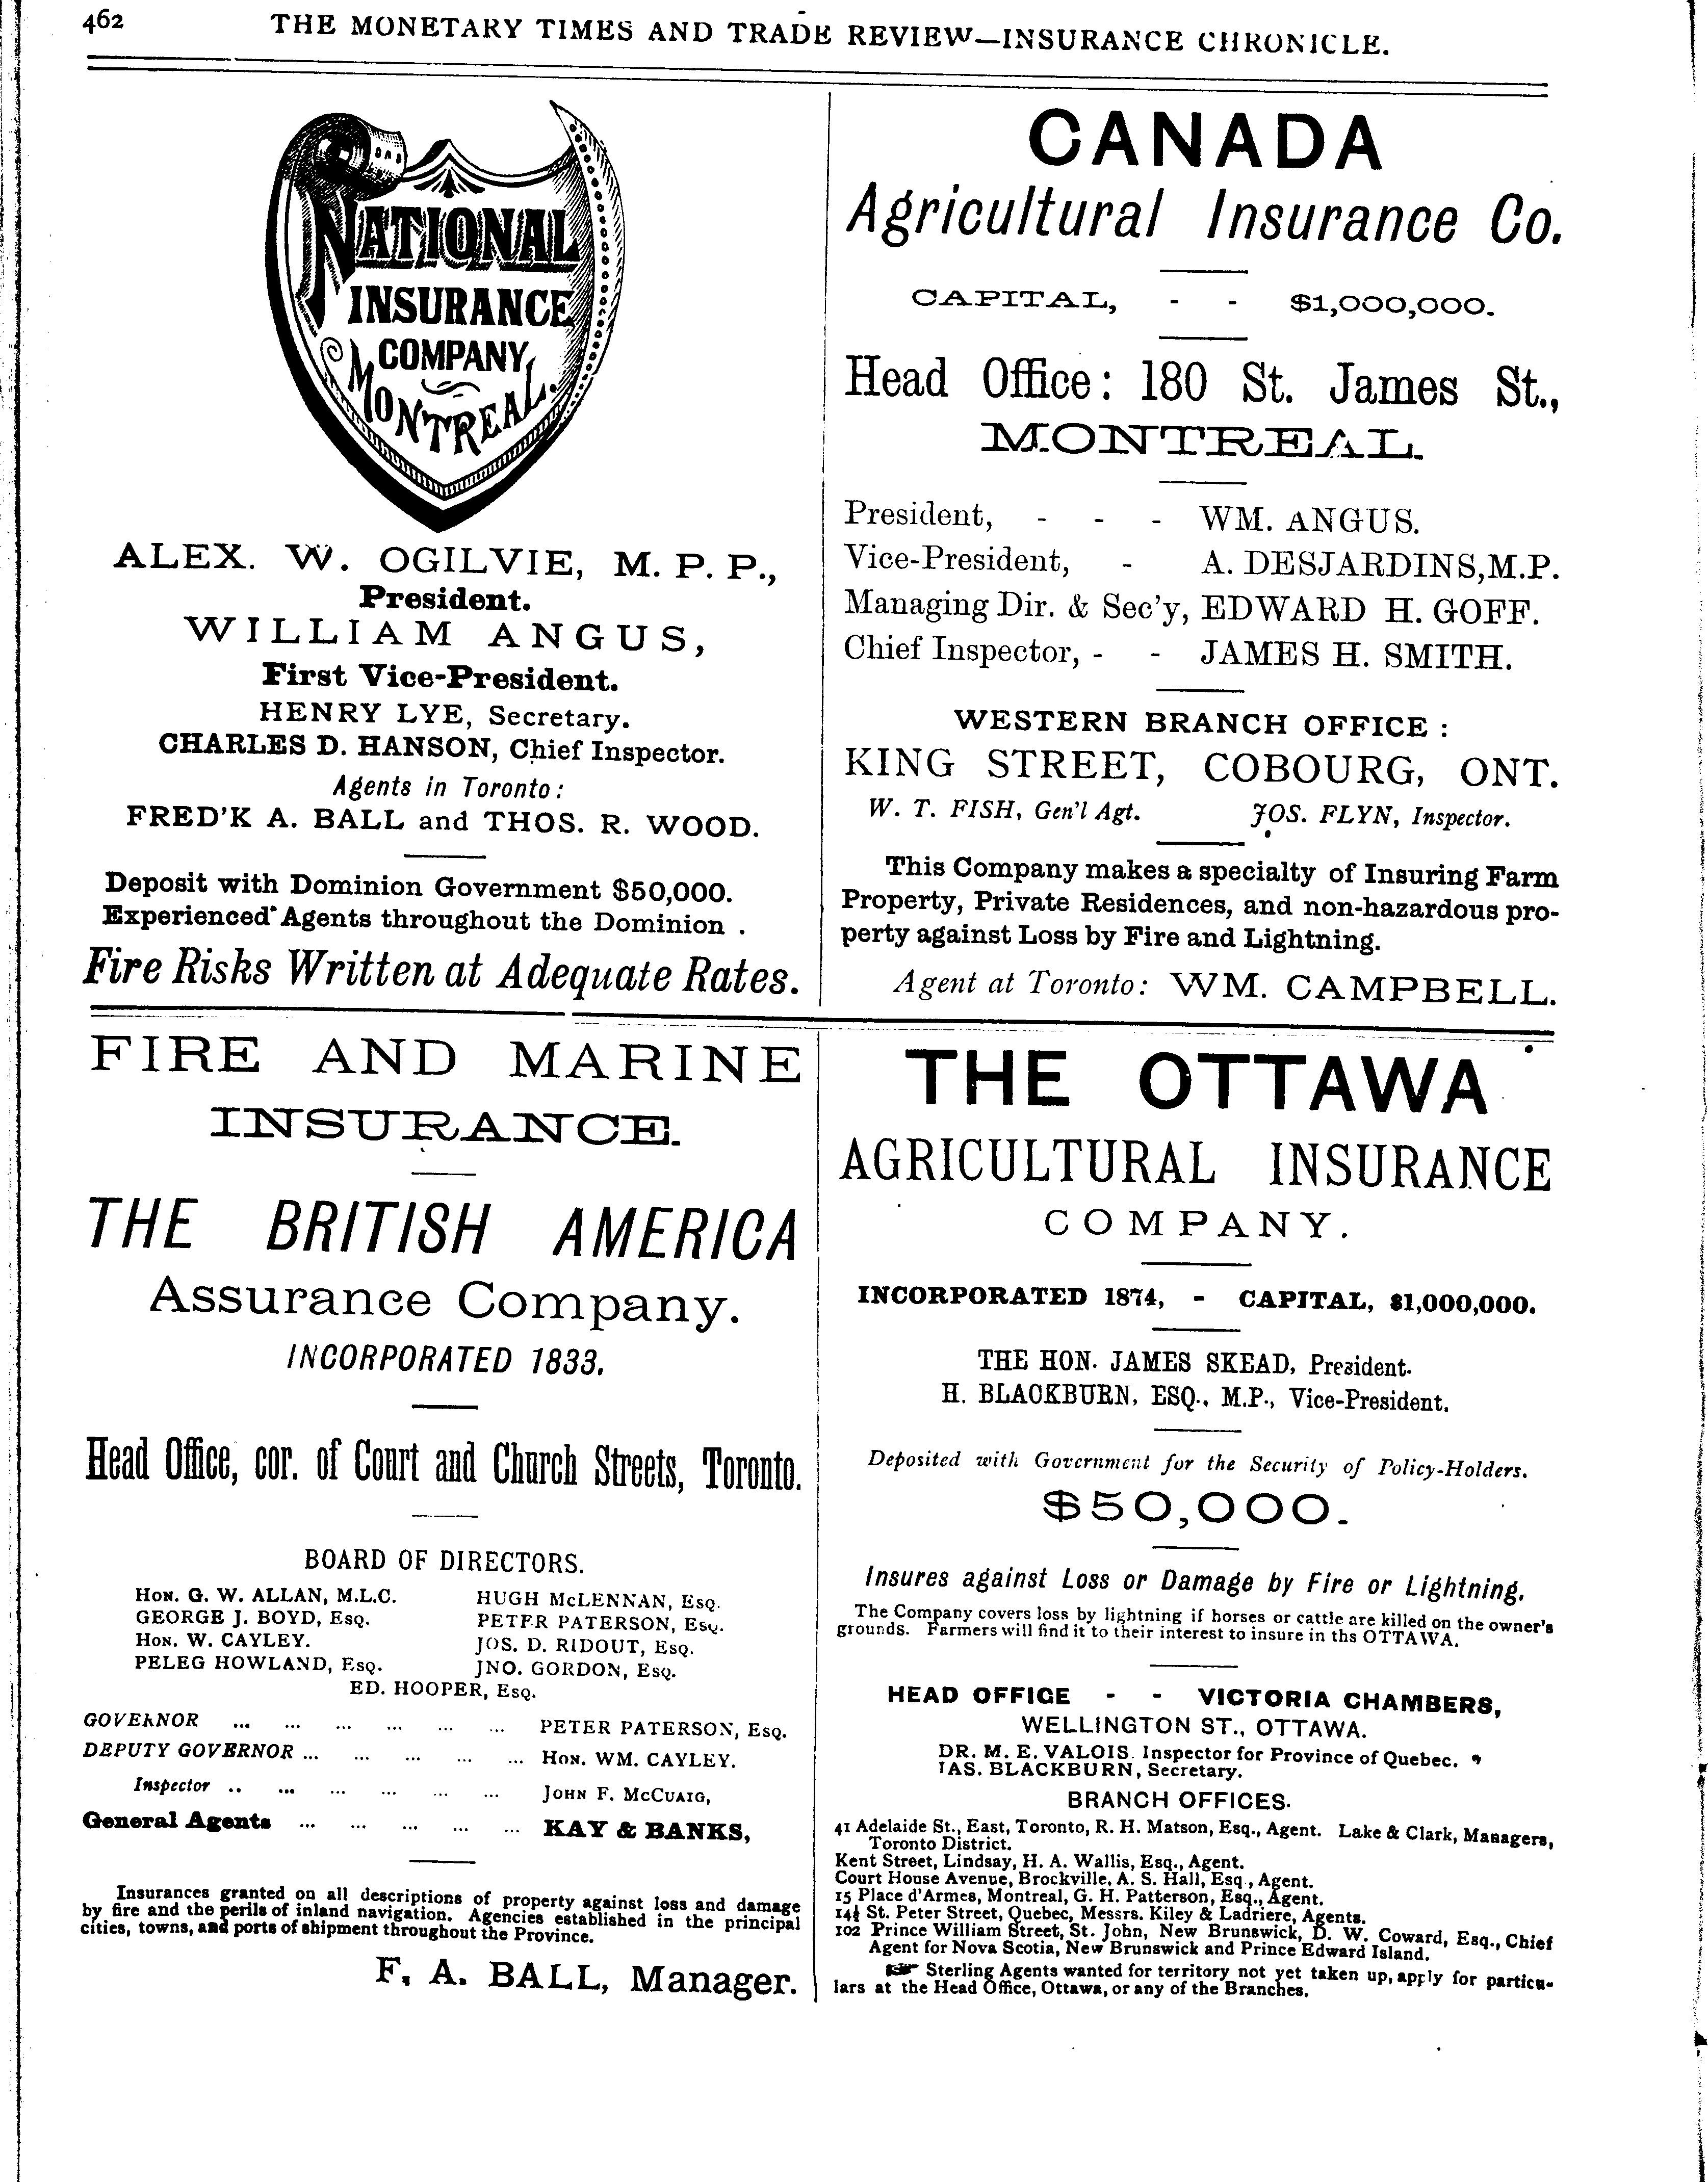 462 THE MONETARY TIMES AND TRADE REVIEW—INSURANCE CHRONICLE.
NATIONAL
INSURANCE
COMPANY
MONTREAL.
ALEX. W. OGILVIE, M. P. P.,
President.
WILLIAM ANGUS,
First Vice-President.
HENRY LYE, Secretary.
CHARLES D. HANSON, Chief Inspector.
Agents in Toronto:
FRED'K A. BALL and THOS. R. WOOD.
Deposit with Dominion Government $50,000.
Experienced Agents throughout the Dominion .
Fire Risks Written at Adequate Rates.
CANADA
Agricultural Insurance Co.
CAPITAL, - - $1,000,000.
Head Office: 180 St. James St.,
MONTREAL.
President, - - - WM. ANGUS.
Vice-President, - A. DESJARDINS,M.P.
Managing Dir. & Sec'y, EDWARD H. GOFF.
Chief Inspector, - - JAMES H. SMITH.
WESTERN BRANCH OFFICE :
KING STREET, COBOURG, ONT.
W. T. FISH, Gen'l Agt. JOS. FLYN, Inspector.
This Company makes a specialty of Insuring Farm
Property, Private Residences, and non-hazardous pro-
perty against Loss by Fire and Lightning.
Agent at Toronto: WM. CAMPBELL.
FIRE AND MARINE
INSURANCE.
THE BRITISH AMERICA
Assurance Company.
INCORPORATED 1833.
Head Office, cor. of Court and Church Streets, Toronto.
BOARD OF DIRECTORS.
HON. G. W. ALLAN, M.L.C. HUGH McLENNAN, ESQ.
GEORGE J. BOYD, ESQ. PETER PATERSON, ESQ.
HON. W. CAYLEY. JOS. D. RIDOUT, ESQ.
PELEG HOWLAND, ESQ. JNO. GORDON, ESQ.
ED. HOOPER, ESQ.
GOVERNOR ... ... ... ... ... ... PETER PATERSON, ESQ.
DEPUTY GOVERNOR ... ... ... ... ... HON. WM. CAYLEY.
Inspector .. ... ... ... ... ... JOHN F. McCUAIG,
General Agents ... ... ... ... ... KAY & BANKS,
Insurances granted on all descriptions of property against loss and damage
by fire and the perils of inland navigation. Agencies established in the principal
cities, towns, and ports of shipment throughout the Province.
F. A. BALL, Manager.
THE OTTAWA
AGRICULTURAL INSURANCE
COMPANY.
INCORPORATED 1874, - CAPITAL, $1,000,000.
THE HON. JAMES SKEAD, President.
H. BLACKBURN, ESQ., M.P., Vice-President.
Deposited with Government for the Security of Policy-Holders.
$50,000.
Insures against Loss or Damage by Fire or Lightning.
The Company covers loss by lightning if horses or cattle are killed on the owner's
grounds. Farmers will find it to their interest to insure in ths OTTAWA.
HEAD OFFICE - - VICTORIA CHAMBERS,
WELLINGTON ST., OTTAWA.
DR. M. E. VALOIS. Inspector for Province of Quebec.
JAS. BLACKBURN, Secretary.
BRANCH OFFICES.
41 Adelaide St., East, Toronto, R. H. Matson, Esq., Agent. Lake & Clark, Managers,
Toronto District.
Kent Street, Lindsay, H. A. Wallis, Esq., Agent.
Court House Avenue, Brockville, A. S. Hall, Esq., Agent.
15 Place d'Armes, Montreal, G. H. Patterson, Esq., Agent.
14½ St. Peter Street, Quebec, Messrs. Kiley & Ladriere, Agents.
102 Prince William Street, St. John, New Brunswick, D. W. Coward, Esq., Chief
Agent for Nova Scotia, New Brunswick and Prince Edward Island.
☞ Sterling Agents wanted for territory not yet taken up, apply for particu-
lars at the Head Office, Ottawa, or any of the Branches.